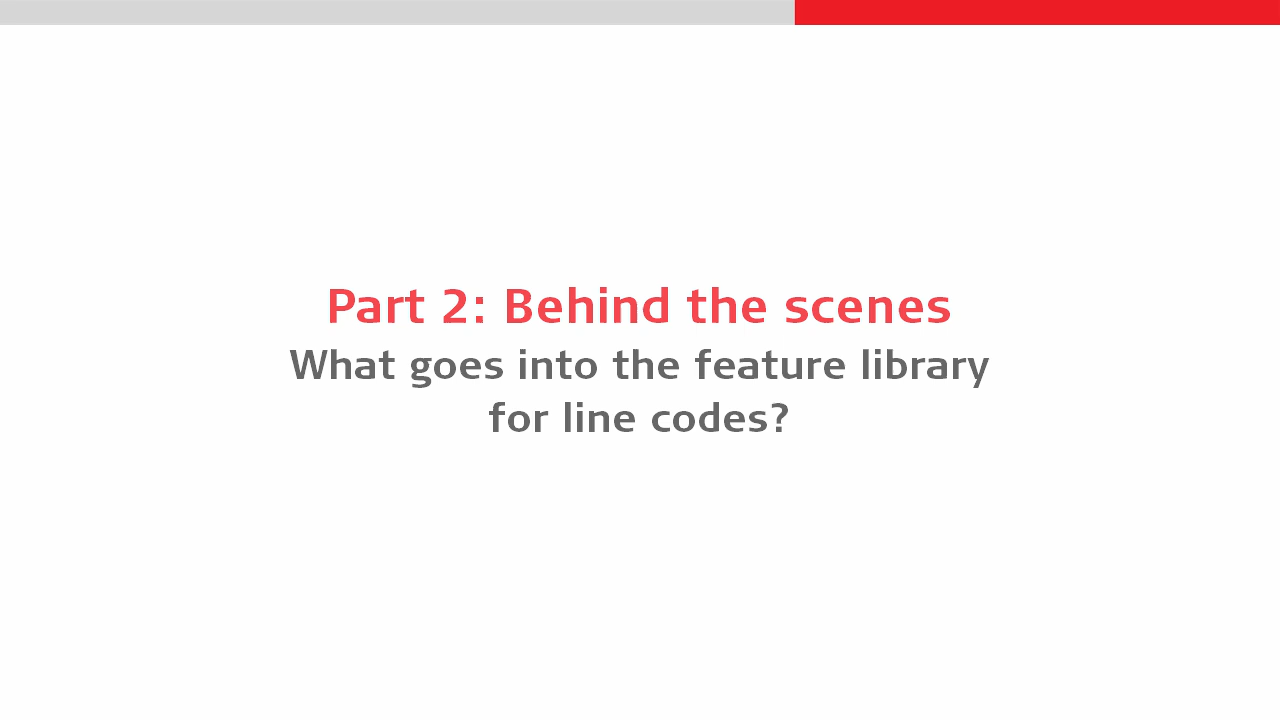 Part 2: Behind the scenes
What goes into the feature library
for line codes?